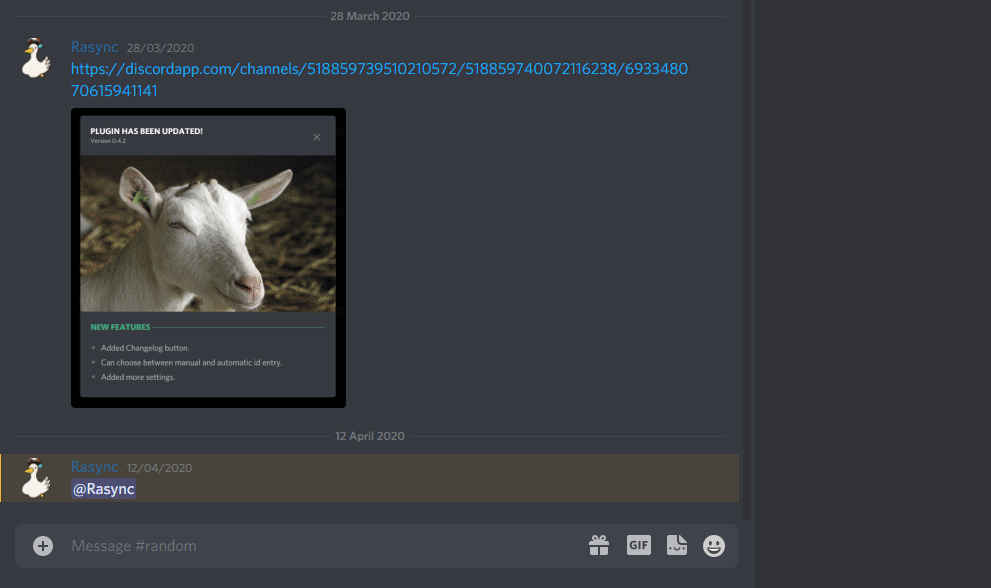 28 March 2020
Rasync 28/03/2020
https://discordapp.com/channels/518859739510210572/518859740072116238/6933480
70615941141
PLUGIN HAS BEEN UPDATED!
Version 0.4.2
NEW FEATURES
Added Changelog button.
Can choose between manual and automatic id entry.
Added more settings.
12 April 2020
Rasync 12/04/2020
@Rasync
Message #random
GIF